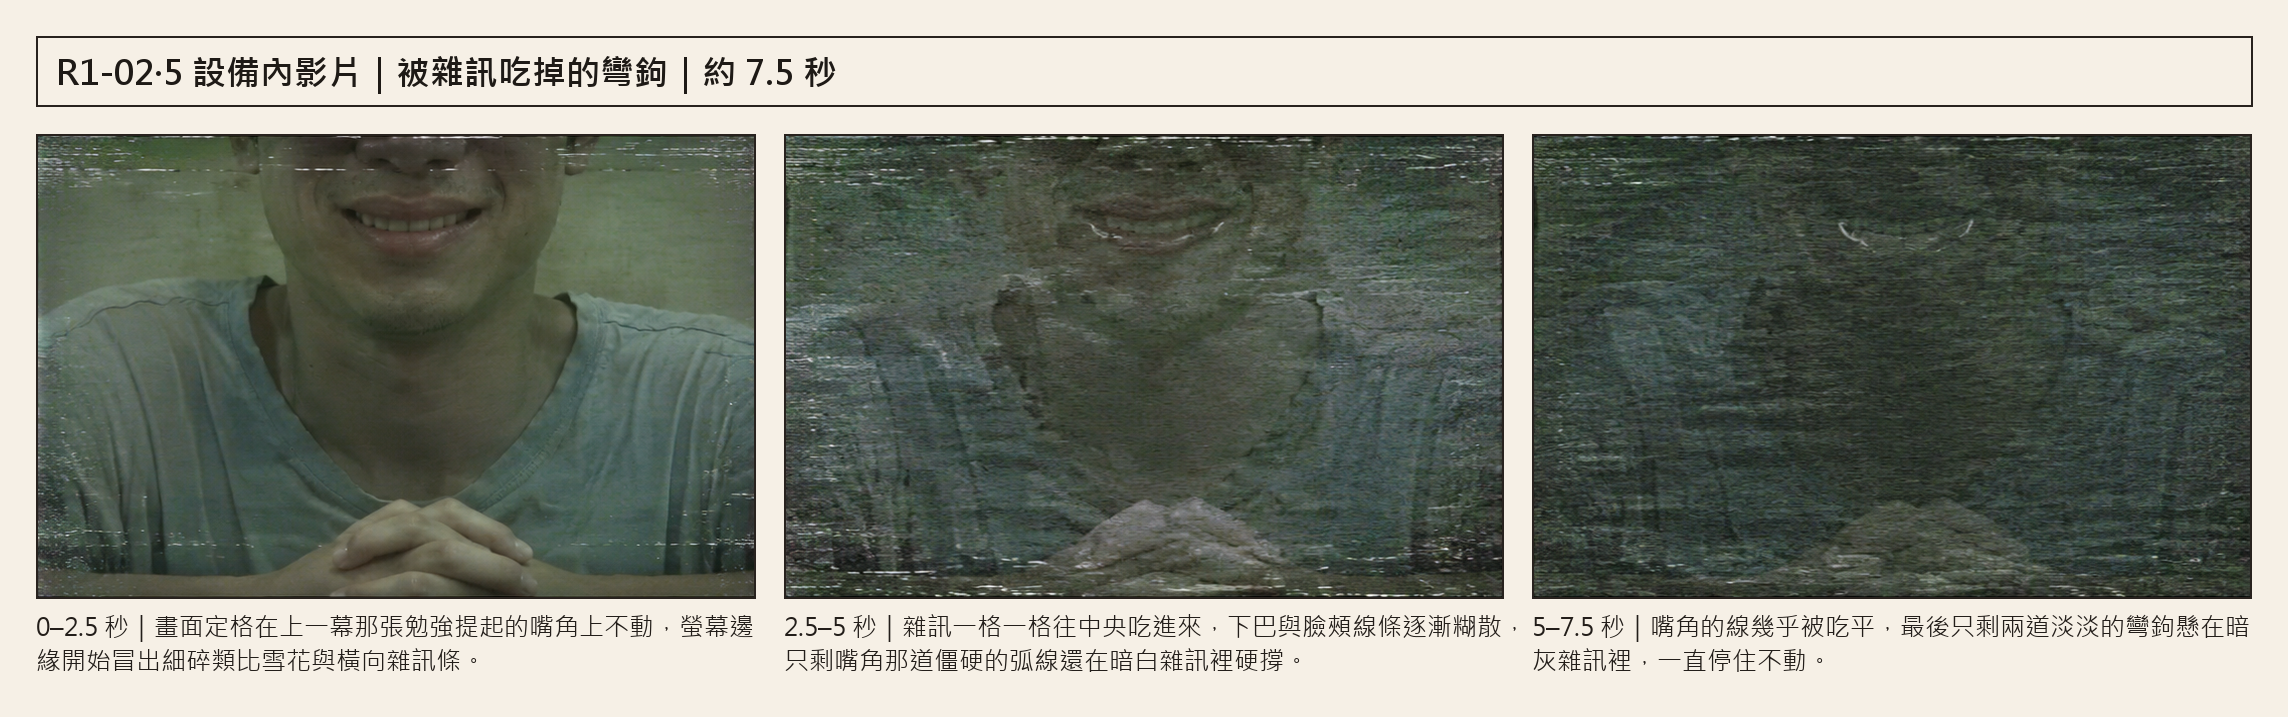 R1-02·5 設備內影片｜被雜訊吃掉的彎鉤｜約 7.5 秒
0–2.5 秒｜畫面定格在上一幕那張勉強提起的嘴角上不動，螢幕邊
緣開始冒出細碎類比雪花與橫向雜訊條。
2.5–5 秒｜雜訊一格一格往中央吃進來，下巴與臉頰線條逐漸糊散，
只剩嘴角那道僵硬的弧線還在暗白雜訊裡硬撐。
5–7.5 秒｜嘴角的線幾乎被吃平，最後只剩兩道淡淡的彎鉤懸在暗
灰雜訊裡，一直停住不動。